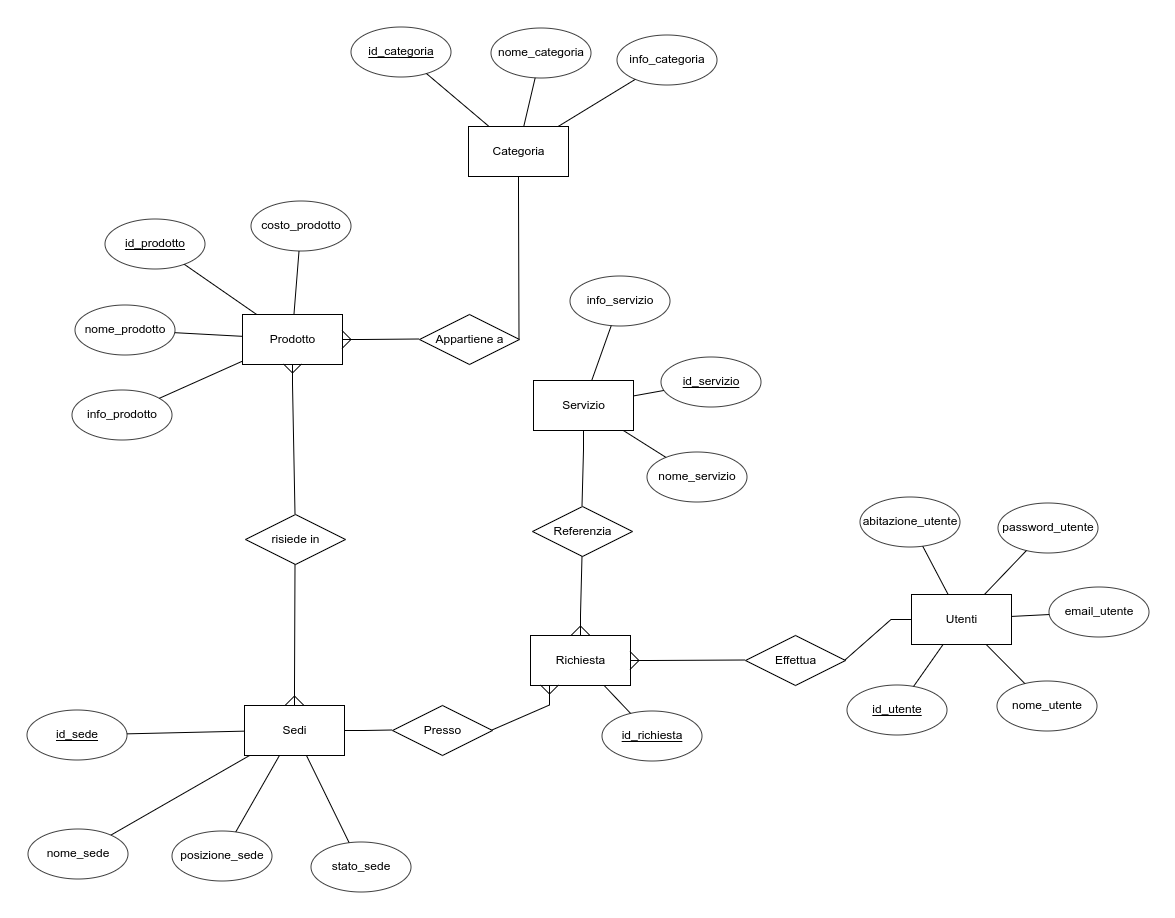 id_categoria
nome_categoria
info_categoria
Categoria
costo_prodotto
id_prodotto
nome_prodotto
Prodotto
Appartiene a
info_servizio
id_servizio
Servizio
info_prodotto
nome_servizio
abitazione_utente
password_utente
risiede in
Referenzia
email_utente
Utenti
Richiesta
Effettua
nome_utente
id_utente
id_sede
Sedi
Presso
id_richiesta
nome_sede
posizione_sede
stato_sede